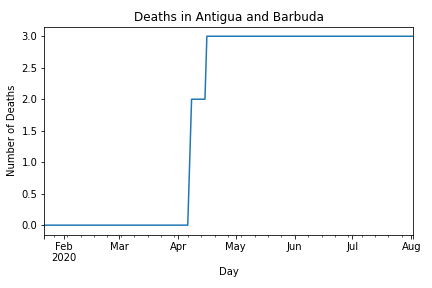 Deaths in Antigua and Barbuda
3.0
2.5
2.0
1.5
1.0
0.5
0.0
Number of Deaths
Feb Mar Apr May Jun Jul Aug
2020
Day